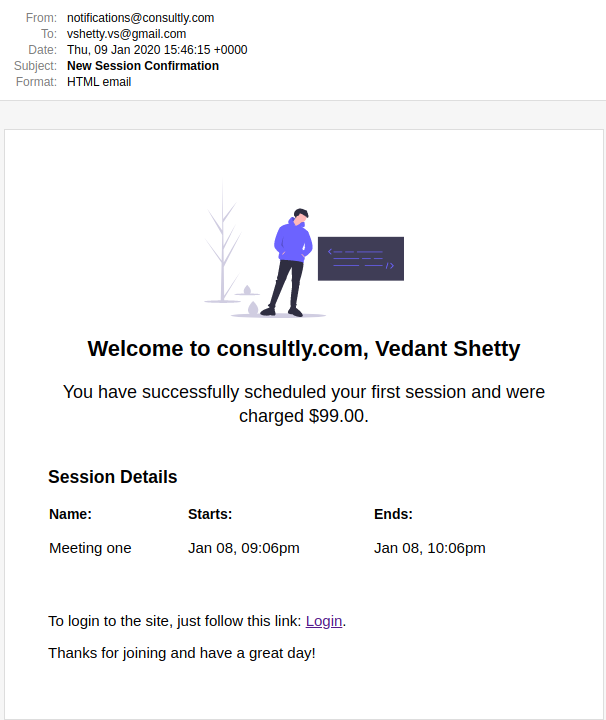 From: notifications@consultly.com
To: vshetty.vs@gmail.com
Date: Thu, 09 Jan 2020 15:46:15 +0000
Subject: New Session Confirmation
Format: HTML email
Welcome to consultly.com, Vedant Shetty
You have successfully scheduled your first session and were
charged $99.00.
Session Details
Name: Starts: Ends:
Meeting one Jan 08, 09:06pm Jan 08, 10:06pm
To login to the site, just follow this link: Login.
Thanks for joining and have a great day!